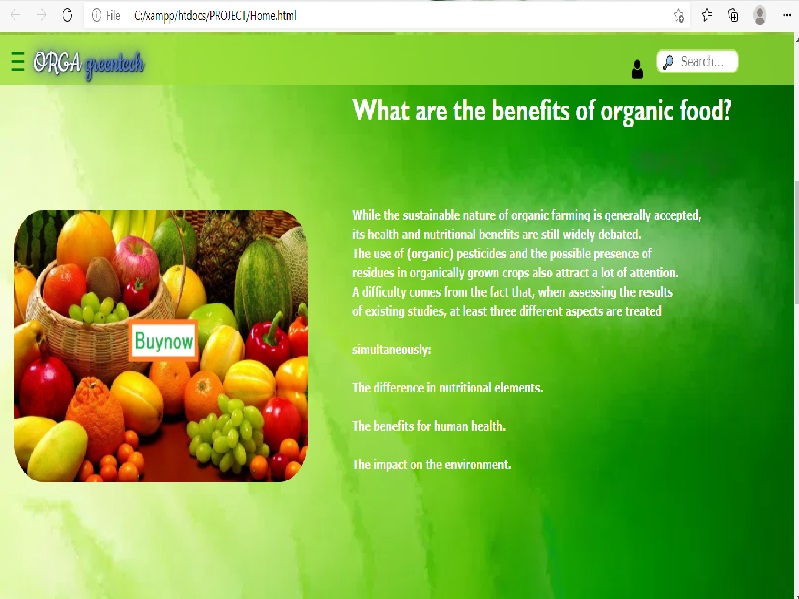 File C:/xampp/htdocs/PROJECT/Home.html
ORGA greentech
Search...
What are the benefits of organic food?
While the sustainable nature of organic farming is generally accepted,
its health and nutritional benefits are still widely debated.
The use of (organic) pesticides and the possible presence of
residues in organically grown crops also attract a lot of attention.
A difficulty comes from the fact that, when assessing the results
of existing studies, at least three different aspects are treated
simultaneously:
The difference in nutritional elements.
The benefits for human health.
The impact on the environment.
Buynow